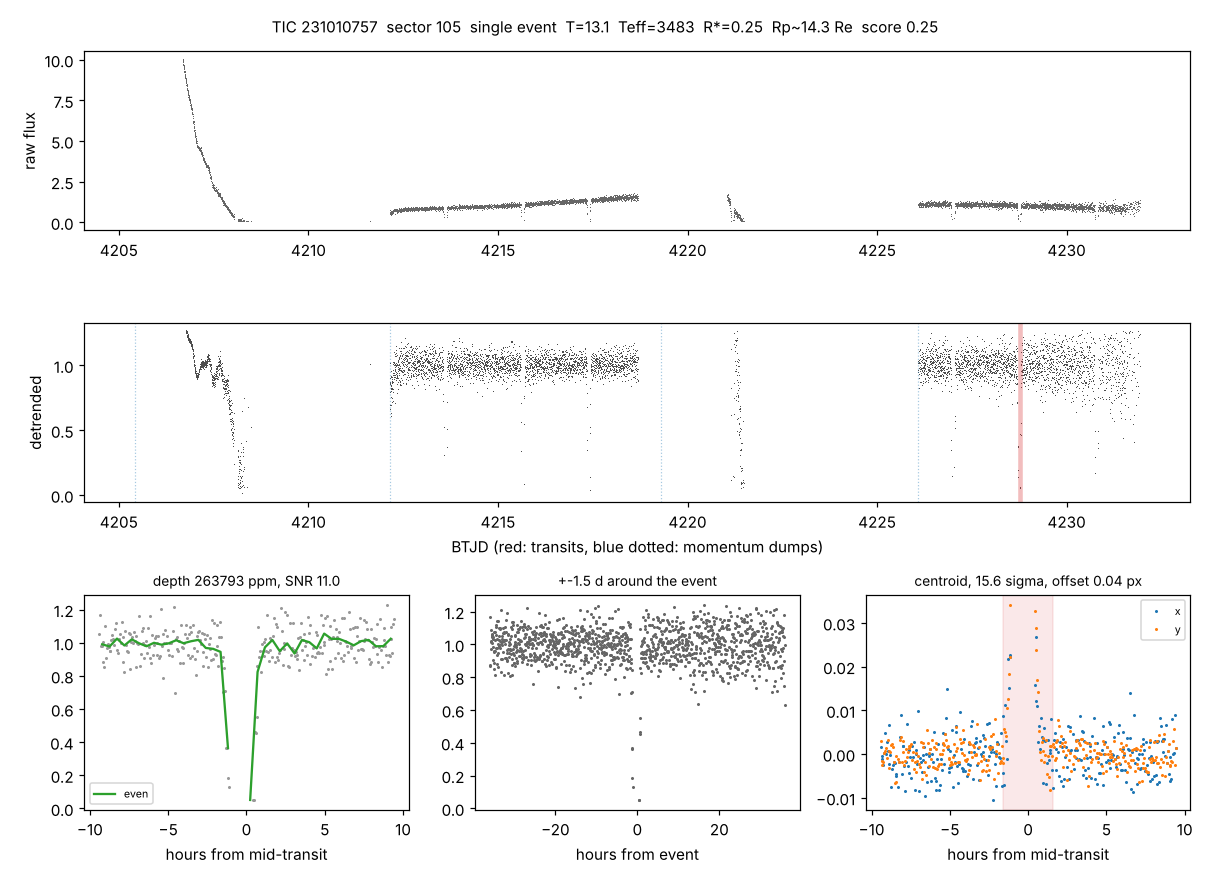 TIC 231010757  sector 105  single event  T=13.1  Teff=3483  R*=0.25  Rp~14.3 Re  score 0.25
raw flux
10.0
7.5
5.0
2.5
0.0
4205 4210 4215 4220 4225 4230
detrended
1.0
0.5
0.0
4205 4210 4215 4220 4225 4230
BTJD (red: transits, blue dotted: momentum dumps)
depth 263793 ppm, SNR 11.0
1.2
1.0
0.8
0.6
0.4
0.2
0.0
even
−10 −5 0 5 10
hours from mid-transit
+-1.5 d around the event
1.2
1.0
0.8
0.6
0.4
0.2
0.0
−20 0 20
hours from event
centroid, 15.6 sigma, offset 0.04 px
x
y
0.03
0.02
0.01
0.00
−0.01
−10 −5 0 5 10
hours from mid-transit